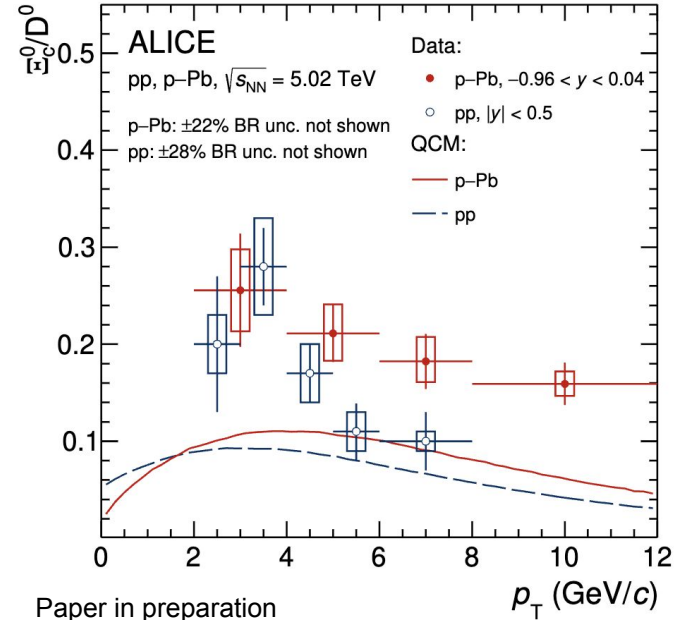 Ξ⁰c/D⁰
0.5
0.4
0.3
0.2
0.1
ALICE
pp, p–Pb, √sNN = 5.02 TeV
p–Pb: ±22% BR unc. not shown
pp: ±28% BR unc. not shown
Data:
p–Pb, −0.96 < y < 0.04
pp, |y| < 0.5
QCM:
p–Pb
pp
0 2 4 6 8 10 12
pT (GeV/c)
Paper in preparation